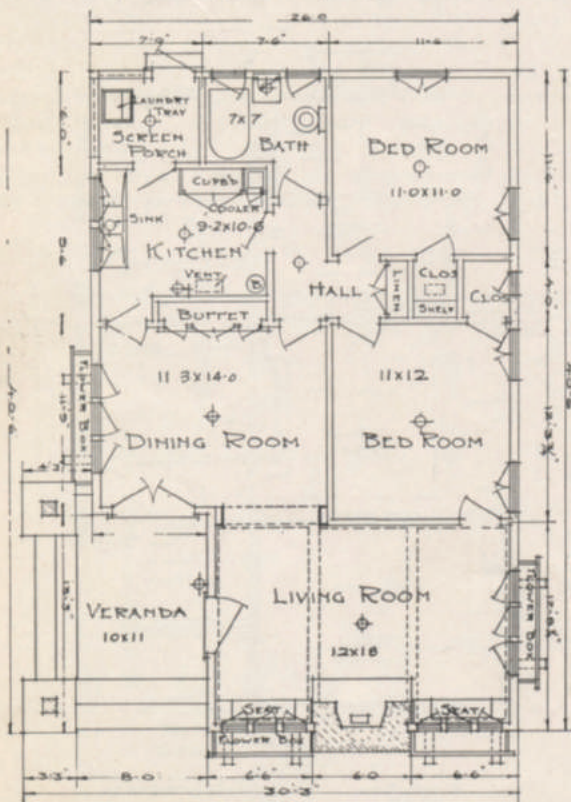 26.0
7'-9"
7'-6"
11-6
LAUNDRY
TRAY
SCREEN
PORCH
7x7
BATH
BED ROOM
11-0x11-0
CUPB'D
COOLER
9-2x10-6
SINK
KITCHEN
VENT
B
BUFFET
HALL
LINEN
CLOS
SHELF
CLOS
11 3x14-0
DINING ROOM
11x12
BED ROOM
FLOWER BOX
VERANDA
10x11
LIVING ROOM
12x18
FLOWER BOX
SEAT
SEAT
FLOWER BOX
3-3"
8-0
6-6"
6-0
6-6"
30-3"